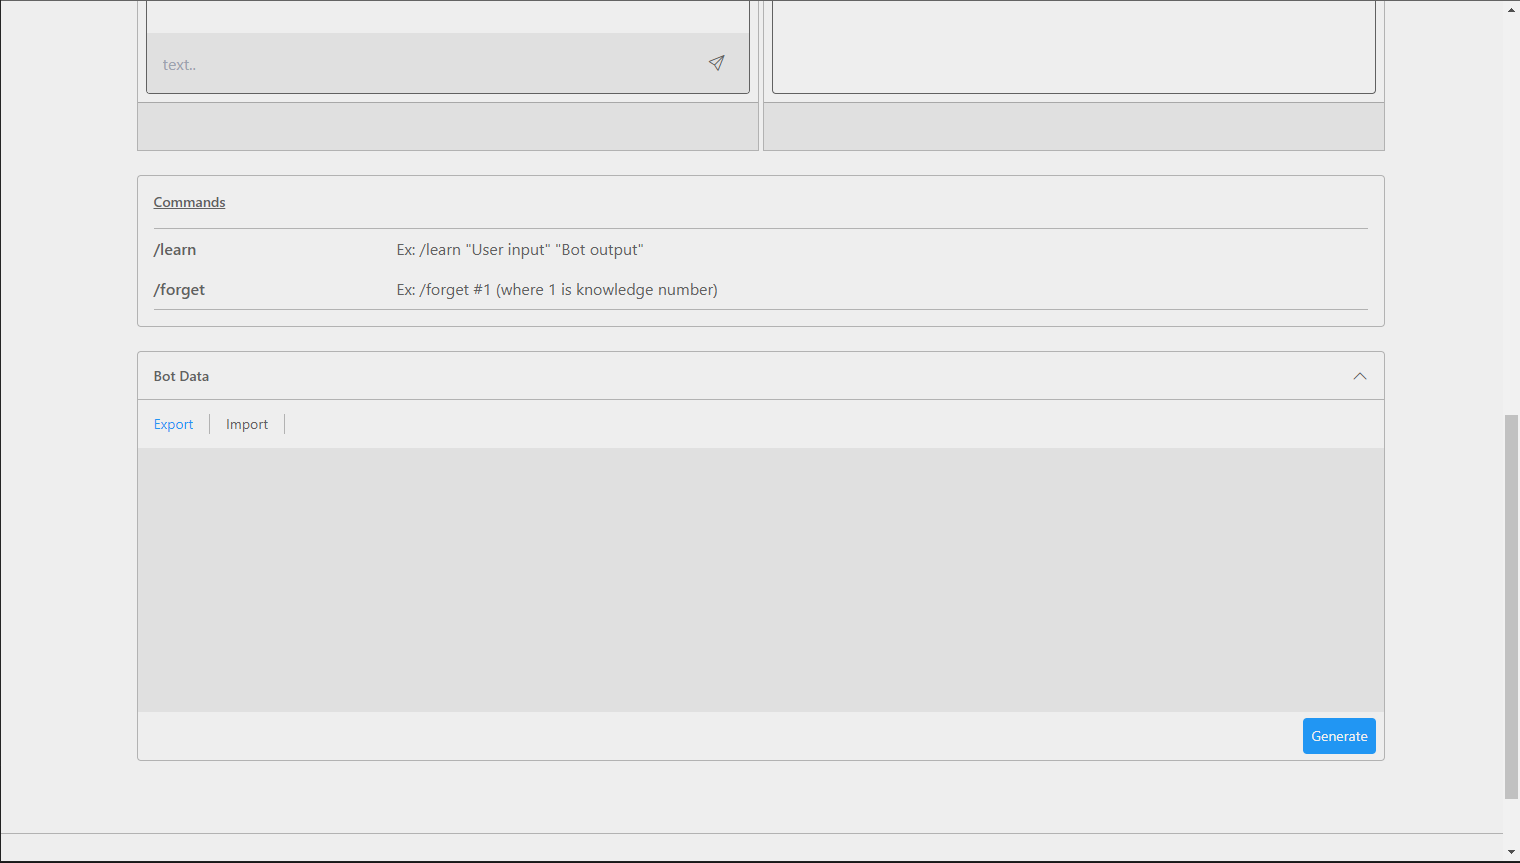 text..
Commands
/learn Ex: /learn "User input" "Bot output"
/forget Ex: /forget #1 (where 1 is knowledge number)
Bot Data
Export Import
Generate